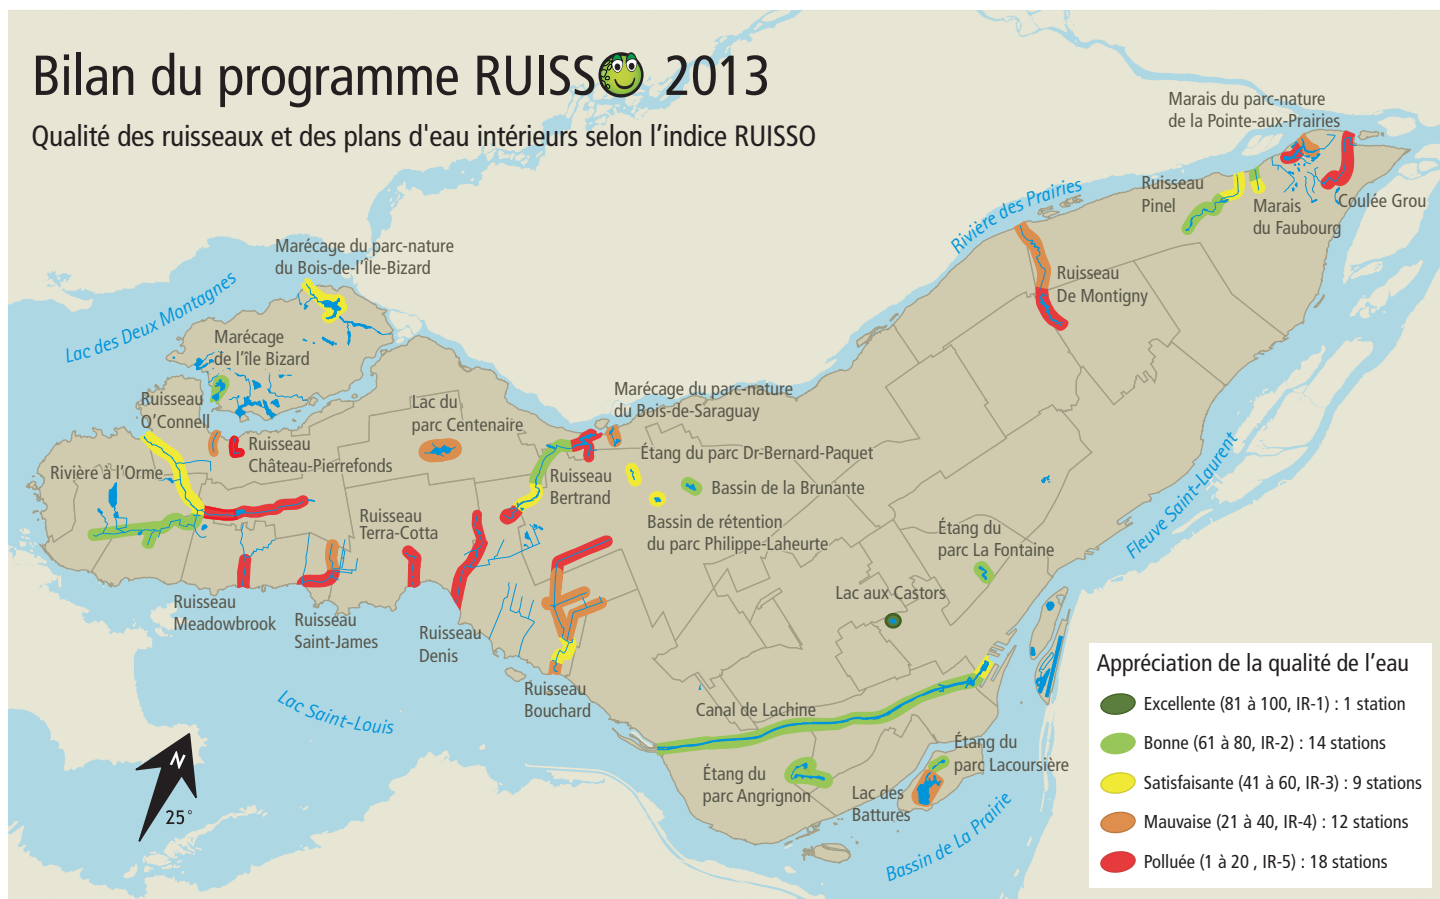 Bilan du programme RUISSO 2013
Qualité des ruisseaux et des plans d'eau intérieurs selon l'indice RUISSO
Marais du parc-nature
de la Pointe-aux-Prairies
Ruisseau
Pinel
Marais
du Faubourg
Coulée Grou
Rivière des Prairies
Ruisseau
De Montigny
Marécage du parc-nature
du Bois-de-l'Île-Bizard
Lac des Deux Montagnes
Marécage
de l'île Bizard
Ruisseau
O'Connell
Ruisseau
Château-Pierrefonds
Rivière à l'Orme
Lac du
parc Centenaire
Marécage du parc-nature
du Bois-de-Saraguay
Étang du parc Dr-Bernard-Paquet
Ruisseau
Bertrand
Bassin de la Brunante
Bassin de rétention
du parc Philippe-Laheurte
Ruisseau
Terra-Cotta
Étang du
parc La Fontaine
Fleuve Saint-Laurent
Lac aux Castors
Ruisseau
Meadowbrook
Ruisseau
Saint-James
Ruisseau
Denis
Ruisseau
Bouchard
Lac Saint-Louis
Canal de Lachine
Étang du
parc Angrignon
Étang du
parc Lacoursière
Lac des
Battures
Bassin de La Prairie
N
25°
Appréciation de la qualité de l'eau
Excellente (81 à 100, IR-1) : 1 station
Bonne (61 à 80, IR-2) : 14 stations
Satisfaisante (41 à 60, IR-3) : 9 stations
Mauvaise (21 à 40, IR-4) : 12 stations
Polluée (1 à 20 , IR-5) : 18 stations